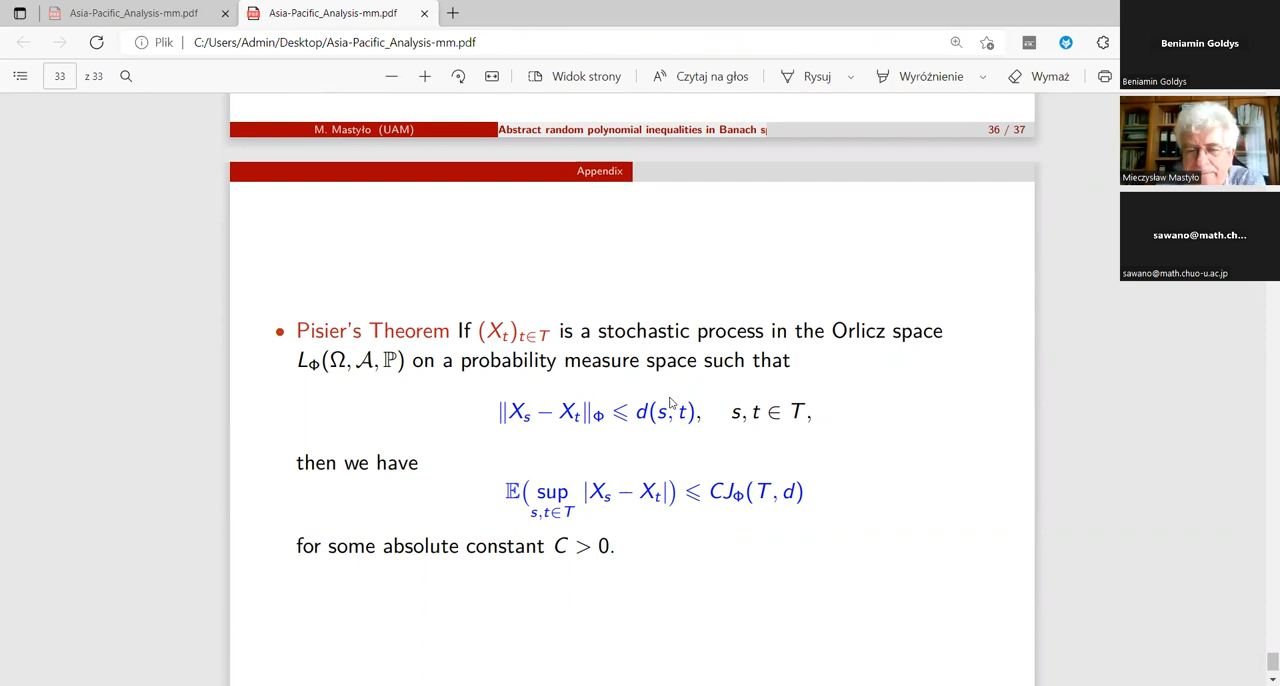 Asia-Pacific_Analysis-mm.pdf
Asia-Pacific_Analysis-mm.pdf
Plik
C:/Users/Admin/Desktop/Asia-Pacific_Analysis-mm.pdf
33 z 33
Widok strony
Czytaj na głos
Rysuj
Wyróżnienie
Wymaż
Beniamin Goldys
Beniamin Goldys
Mieczysław Mastyło
sawano@math.ch...
sawano@math.chuo-u.ac.jp
M. Mastyło (UAM) Abstract random polynomial inequalities in Banach sp 36 / 37
Appendix
• Pisier's Theorem If (X_t)_{t∈T} is a stochastic process in the Orlicz space
L_Φ(Ω, 𝒜, ℙ) on a probability measure space such that
‖X_s − X_t‖_Φ ⩽ d(s, t), s, t ∈ T,
then we have
𝔼( sup_{s,t∈T} |X_s − X_t|) ⩽ CJ_Φ(T, d)
for some absolute constant C > 0.